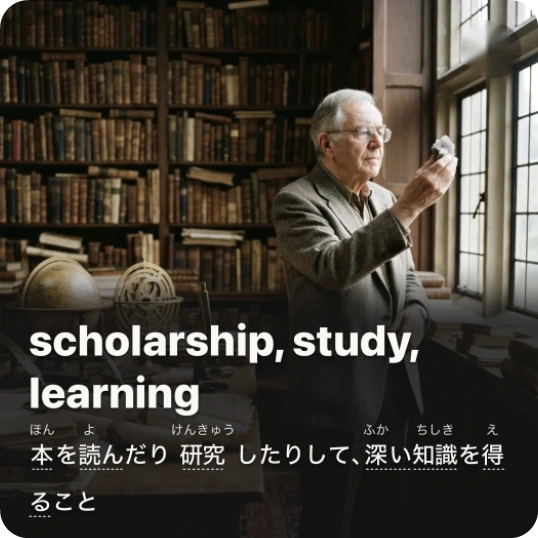 scholarship, study,
learning
ほん よ けんきゅう ふか ちしき え
本を読んだり 研究 したりして、深い知識を得
ること